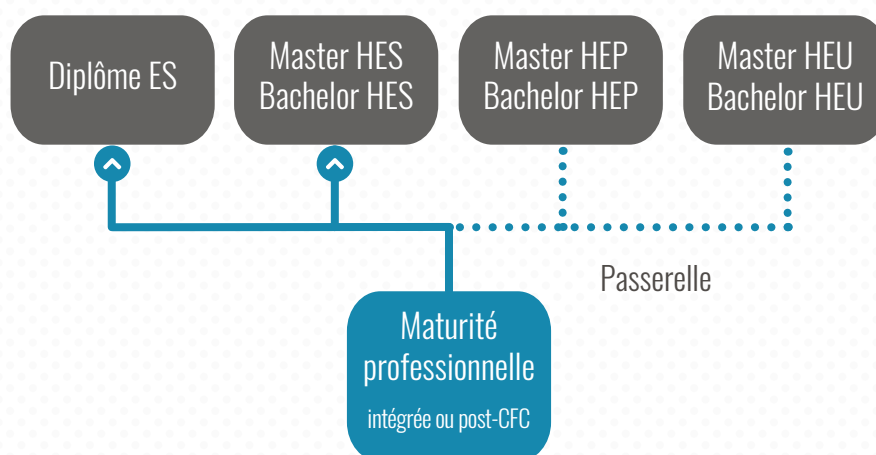 Diplôme ES
Master HES
Bachelor HES
Master HEP
Bachelor HEP
Master HEU
Bachelor HEU
Passerelle
Maturité
professionnelle
intégrée ou post-CFC